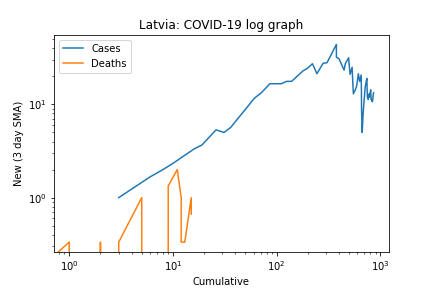 Latvia: COVID-19 log graph
Cases
Deaths
New (3 day SMA)
10¹
10⁰
10⁰
10¹
10²
10³
Cumulative